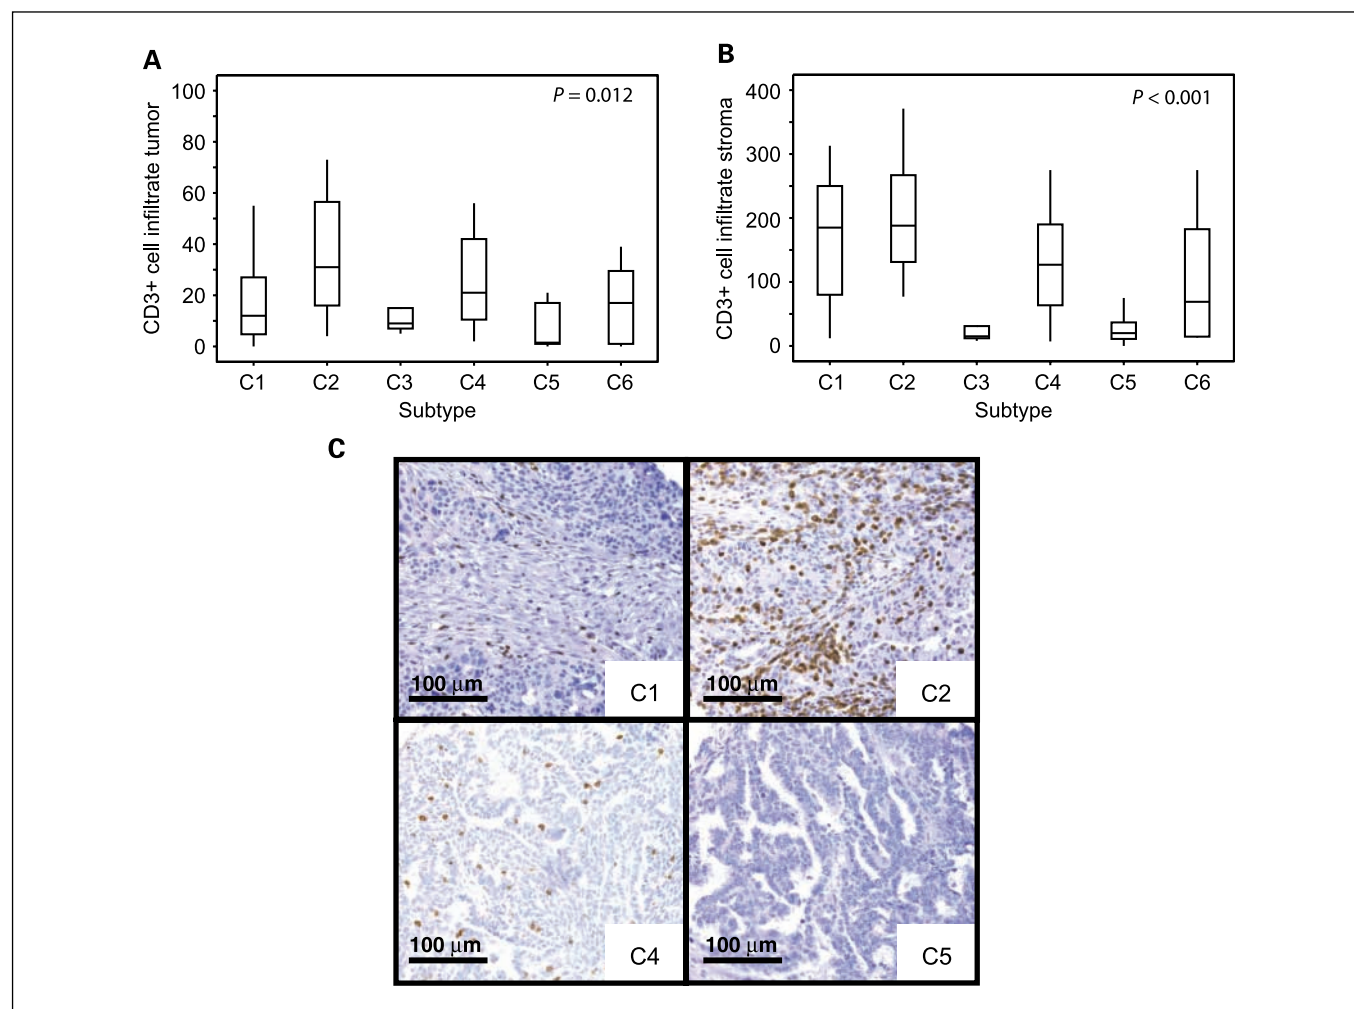 A
CD3+ cell infiltrate tumor
100
80
60
40
20
0
P = 0.012
C1 C2 C3 C4 C5 C6
Subtype
B
CD3+ cell infiltrate stroma
400
300
200
100
0
P < 0.001
C1 C2 C3 C4 C5 C6
Subtype
C
100 μm
C1
100 μm
C2
100 μm
C4
100 μm
C5